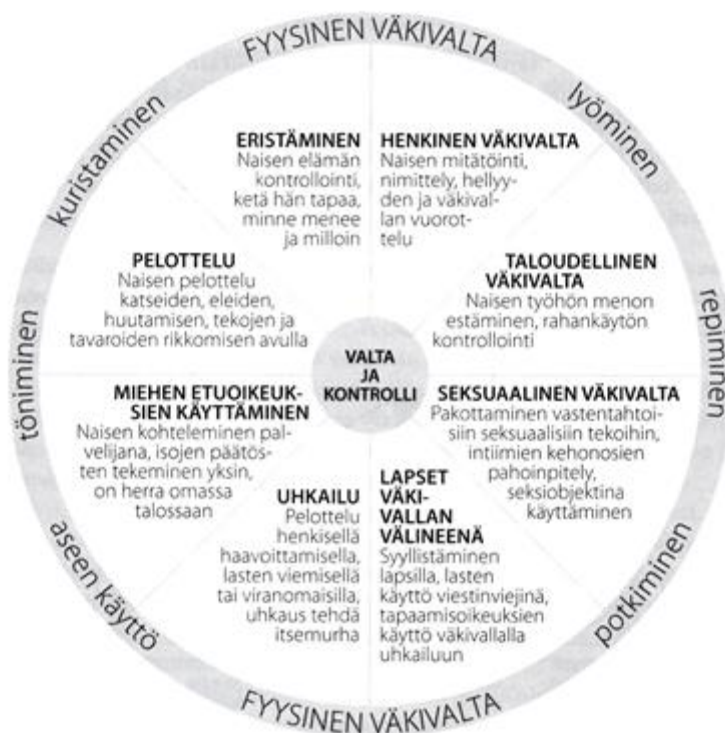 FYYSINEN VÄKIVALTA
lyöminen
repiminen
potkiminen
FYYSINEN VÄKIVALTA
aseen käyttö
töniminen
kuristaminen
ERISTÄMINEN
Naisen elämän
kontrollointi,
ketä hän tapaa,
minne menee
ja milloin
HENKINEN VÄKIVALTA
Naisen mitätöinti,
nimittely, hellyy-
den ja väkival-
lan vuorot-
telu
PELOTTELU
Naisen pelottelu
katseiden, eleiden,
huutamisen, tekojen ja
tavaroiden rikkomisen avulla
TALOUDELLINEN
VÄKIVALTA
Naisen työhön menon
estäminen, rahankäytön
kontrollointi
VALTA
JA
KONTROLLI
MIEHEN ETUOIKEUK-
SIEN KÄYTTÄMINEN
Naisen kohteleminen pal-
velijana, isojen päätös-
ten tekeminen yksin,
on herra omassa
talossaan
SEKSUAALINEN VÄKIVALTA
Pakottaminen vastentahtoi-
siin seksuaalisiin tekoihin,
intiimien kehonosien
pahoinpitely,
seksiobjektina
käyttäminen
UHKAILU
Pelottelu
henkisellä
haavoittamisella,
lasten viemisellä
tai viranomaisilla,
uhkaus tehdä
itsemurha
LAPSET
VÄKI-
VALLAN
VÄLINEENÄ
Syyllistäminen
lapsilla, lasten
käyttö viestinviejinä,
tapaamisoikeuksien
käyttö väkivallalla
uhkailuun